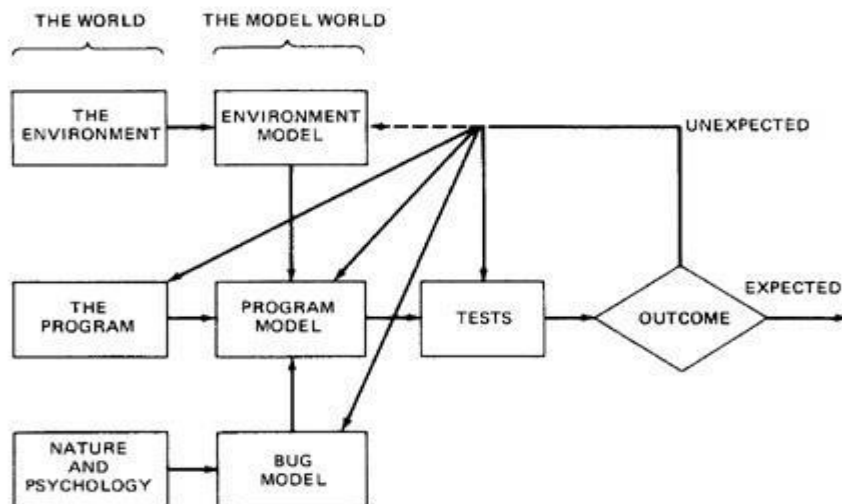 THE WORLD
THE MODEL WORLD
THE
ENVIRONMENT
ENVIRONMENT
MODEL
UNEXPECTED
THE
PROGRAM
PROGRAM
MODEL
TESTS
OUTCOME
EXPECTED
NATURE
AND
PSYCHOLOGY
BUG
MODEL